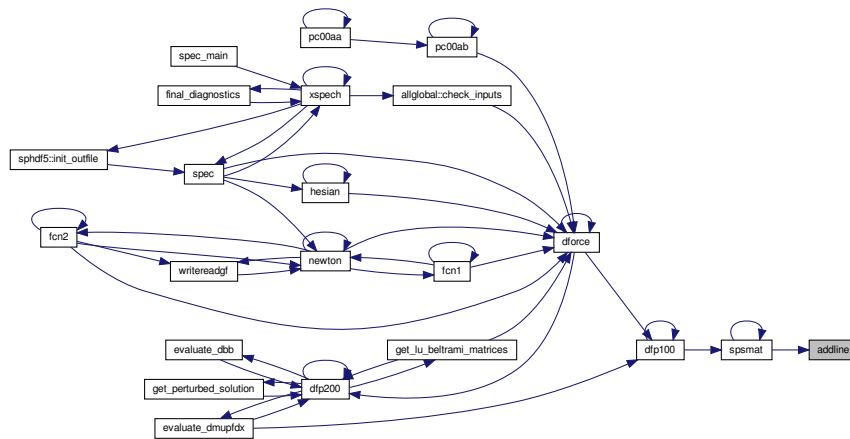 pc00aa
pc00ab
spec_main
final_diagnostics
xspech
allglobal::check_inputs
sphdf5::init_outfile
spec
hesian
fcn2
dforce
writereadgf
newton
fcn1
evaluate_dbb
get_lu_beltrami_matrices
dfp100
spsmat
addline
get_perturbed_solution
dfp200
evaluate_dmupfdx